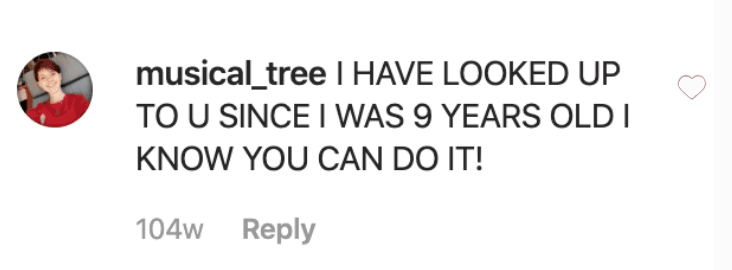 musical_tree I HAVE LOOKED UP
TO U SINCE I WAS 9 YEARS OLD I
KNOW YOU CAN DO IT!
104w Reply